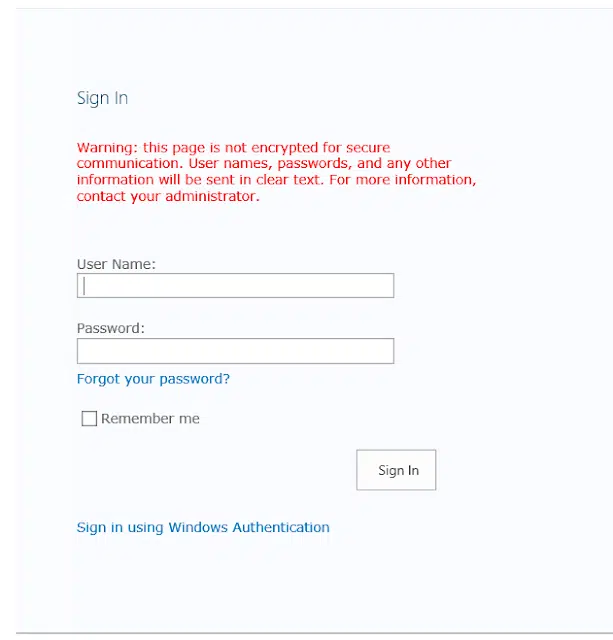 Sign In
Warning: this page is not encrypted for secure
communication. User names, passwords, and any other
information will be sent in clear text. For more information,
contact your administrator.
User Name:
Password:
Forgot your password?
Remember me
Sign In
Sign in using Windows Authentication